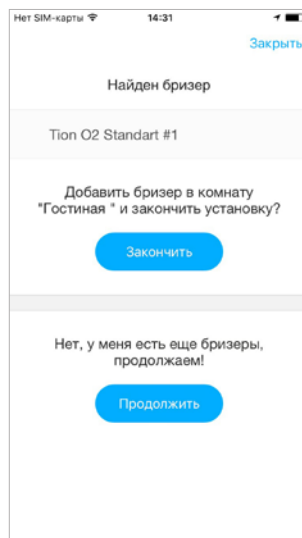 Нет SIM-карты 14:31
Закрыть
Найден бризер
Tion O2 Standart #1
Добавить бризер в комнату
"Гостиная " и закончить установку?
Закончить
Нет, у меня есть еще бризеры,
продолжаем!
Продолжить